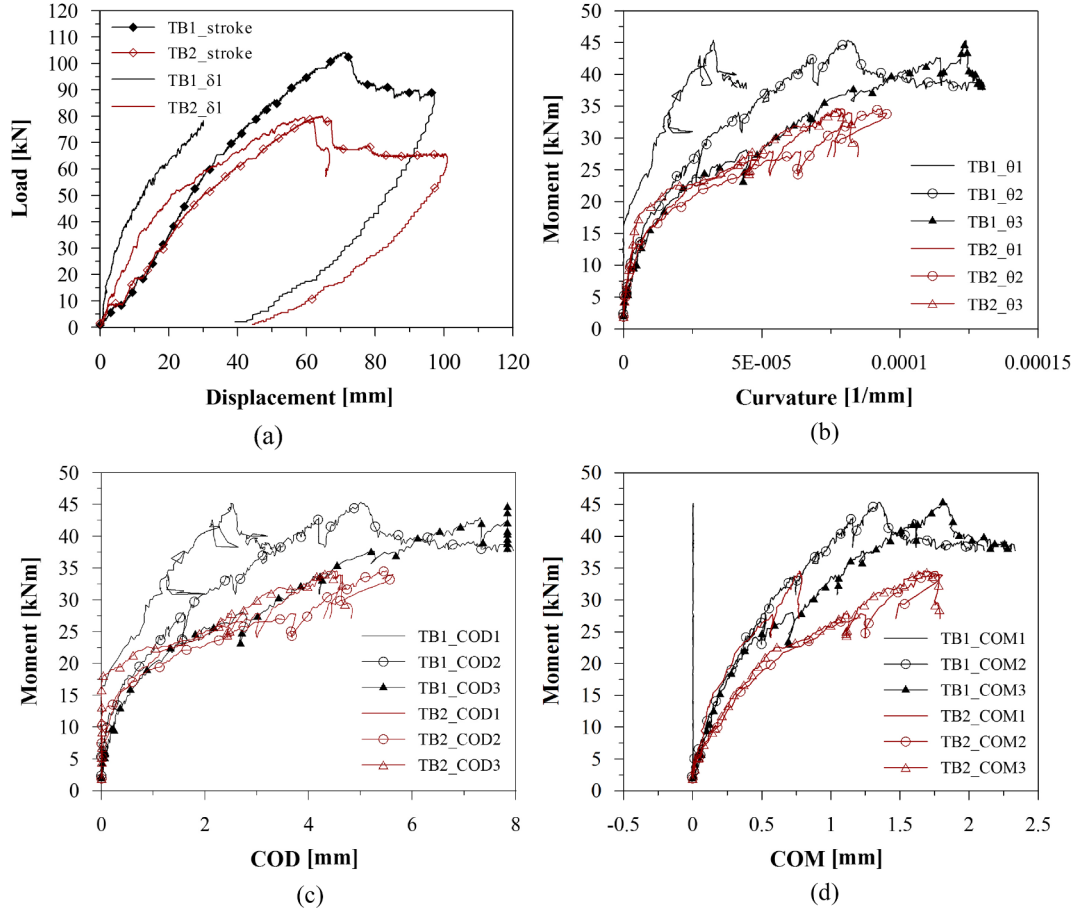 120
110
100
90
80
70
60
50
40
30
20
10
0
Load [kN]
TB1_stroke
TB2_stroke
TB1_δ1
TB2_δ1
0 20 40 60 80 100 120
Displacement [mm]
(a)
50
45
40
35
30
25
20
15
10
5
0
Moment [kNm]
TB1_θ1
TB1_θ2
TB1_θ3
TB2_θ1
TB2_θ2
TB2_θ3
0 5E-005 0.0001 0.00015
Curvature [1/mm]
(b)
50
45
40
35
30
25
20
15
10
5
0
Moment [kNm]
TB1_COD1
TB1_COD2
TB1_COD3
TB2_COD1
TB2_COD2
TB2_COD3
0 2 4 6 8
COD [mm]
(c)
50
45
40
35
30
25
20
15
10
5
0
Moment [kNm]
TB1_COM1
TB1_COM2
TB1_COM3
TB2_COM1
TB2_COM2
TB2_COM3
-0.5 0 0.5 1 1.5 2 2.5
COM [mm]
(d)